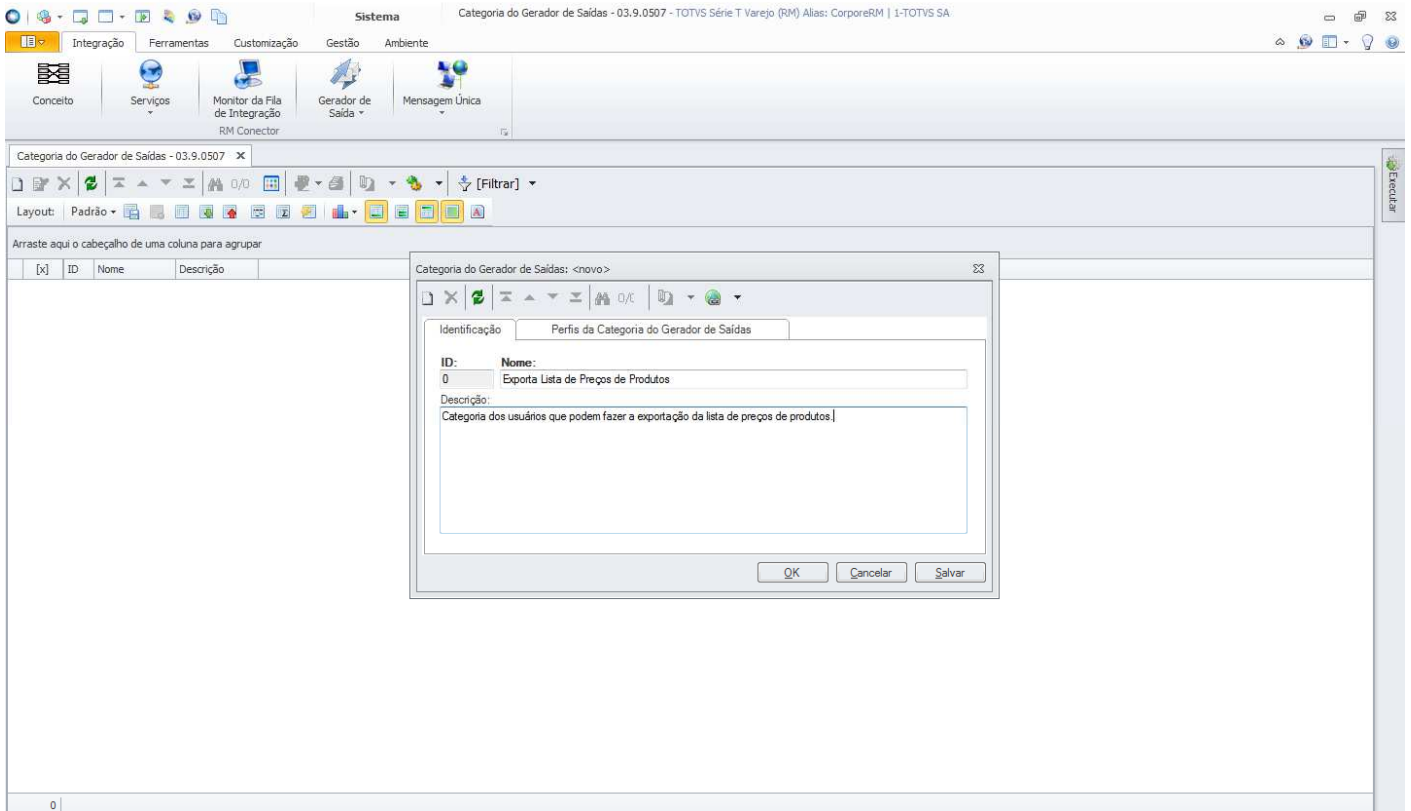 Sistema
Categoria do Gerador de Saídas - 03.9.0507 - TOTVS Série T Varejo (RM) Alias: CorporeRM | 1-TOTVS SA
Integração Ferramentas Customização Gestão Ambiente
Conceito
Serviços
Monitor da Fila de Integração
Gerador de Saída
Mensagem Única
RM Conector
Categoria do Gerador de Saídas - 03.9.0507 X
Executar
0/0 [Filtrar]
Layout: Padrão
Arraste aqui o cabeçalho de uma coluna para agrupar
[x] ID Nome Descrição
Categoria do Gerador de Saídas: <novo>
0/0
Identificação Perfis da Categoria do Gerador de Saídas
ID: Nome:
0 Exporta Lista de Preços de Produtos
Descrição:
Categoria dos usuários que podem fazer a exportação da lista de preços de produtos.
OK Cancelar Salvar
0